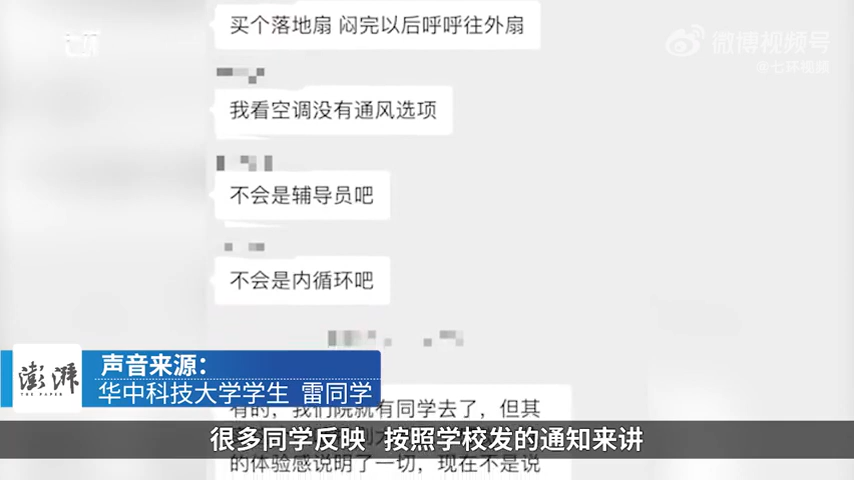 买个落地扇 闷完以后呼呼往外扇
微博视频号
@七环视频
我看空调没有通风选项
不会是辅导员吧
不会是内循环吧
澎湃
THE PAPER
声音来源：
华中科技大学学生 雷同学
有的，我们院就有同学去了，但其
很多同学反映 按照学校发的通知来讲
的体验感说明了一切，现在不是说